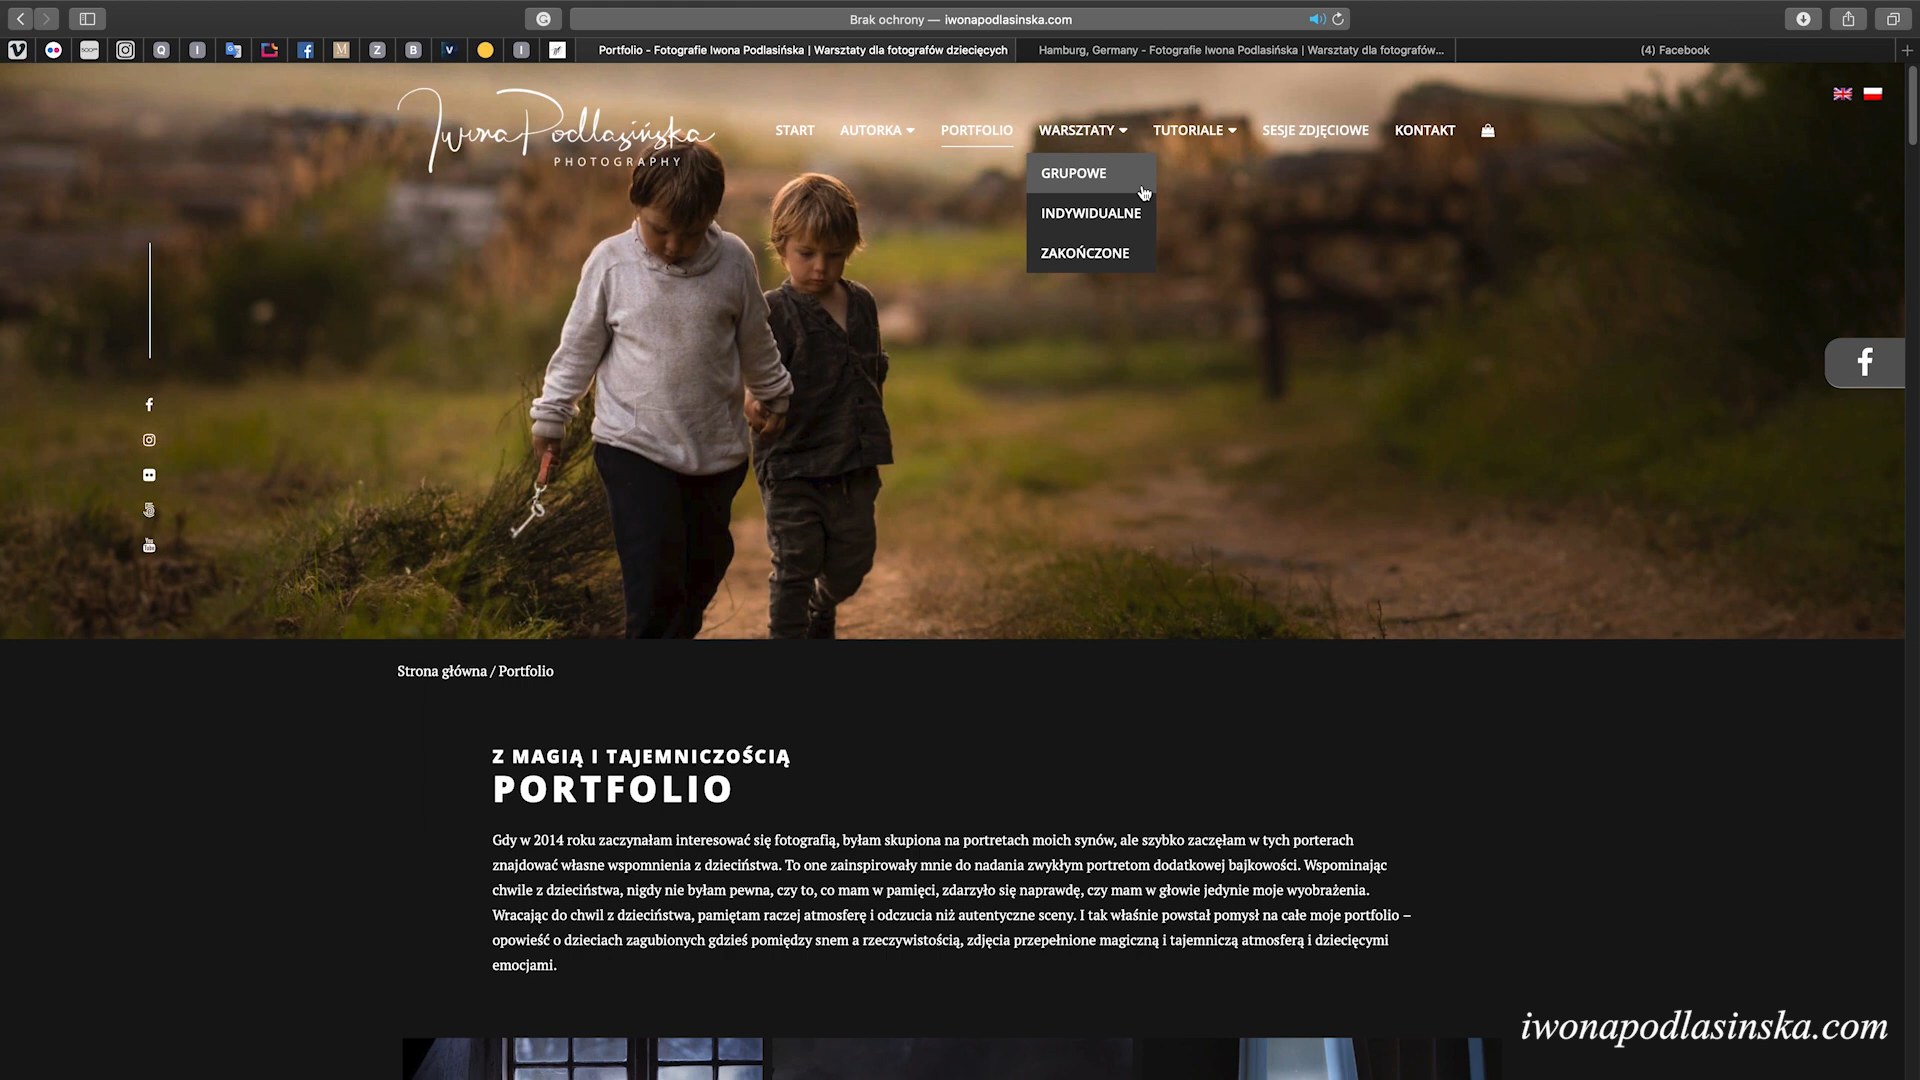 Brak ochrony — iwonapodlasinska.com
Portfolio - Fotografie Iwona Podlasińska | Warsztaty dla fotografów dziecięcych
Hamburg, Germany - Fotografie Iwona Podlasińska | Warsztaty dla fotografów...
(4) Facebook
Iwona Podlasińska
PHOTOGRAPHY
START
AUTORKA
PORTFOLIO
WARSZTATY
TUTORIALE
SESJE ZDJĘCIOWE
KONTAKT
GRUPOWE
INDYWIDUALNE
ZAKOŃCZONE
Strona główna / Portfolio
Z MAGIĄ I TAJEMNICZOŚCIĄ
PORTFOLIO
Gdy w 2014 roku zaczynałam interesować się fotografią, byłam skupiona na portretach moich synów, ale szybko zaczęłam w tych porterach
znajdować własne wspomnienia z dzieciństwa. To one zainspirowały mnie do nadania zwykłym portretom dodatkowej bajkowości. Wspominając
chwile z dzieciństwa, nigdy nie byłam pewna, czy to, co mam w pamięci, zdarzyło się naprawdę, czy mam w głowie jedynie moje wyobrażenia.
Wracając do chwil z dzieciństwa, pamiętam raczej atmosferę i odczucia niż autentyczne sceny. I tak właśnie powstał pomysł na całe moje portfolio –
opowieść o dzieciach zagubionych gdzieś pomiędzy snem a rzeczywistością, zdjęcia przepełnione magiczną i tajemniczą atmosferą i dziecięcymi
emocjami.
iwonapodlasinska.com